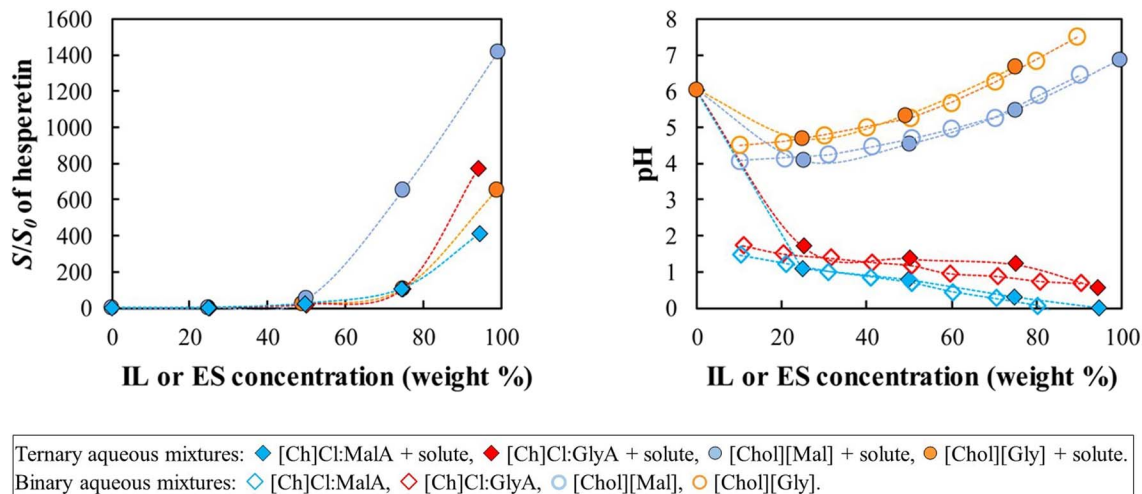 1600
1400
1200
1000
800
600
400
200
0
S/S0 of hesperetin
0 20 40 60 80 100
IL or ES concentration (weight %)
8
7
6
5
4
3
2
1
0
pH
0 20 40 60 80 100
IL or ES concentration (weight %)
Ternary aqueous mixtures: [Ch]Cl:MalA + solute, [Ch]Cl:GlyA + solute, [Chol][Mal] + solute, [Chol][Gly] + solute.
Binary aqueous mixtures: [Ch]Cl:MalA, [Ch]Cl:GlyA, [Chol][Mal], [Chol][Gly].